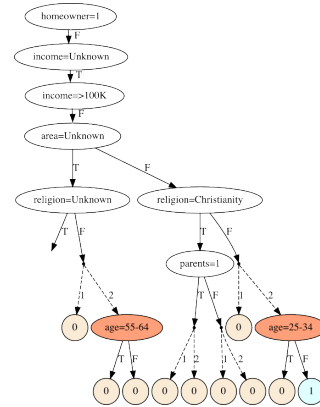 homeowner=1
F
income=Unknown
T
income=>100K
F
area=Unknown
T F
religion=Unknown religion=Christianity
T F T F
parents=1
1 2 T F 1 2
0 age=55-64 0 age=25-34
T F 1 2 1 2 T F
0 0 0 0 0 0 0 1